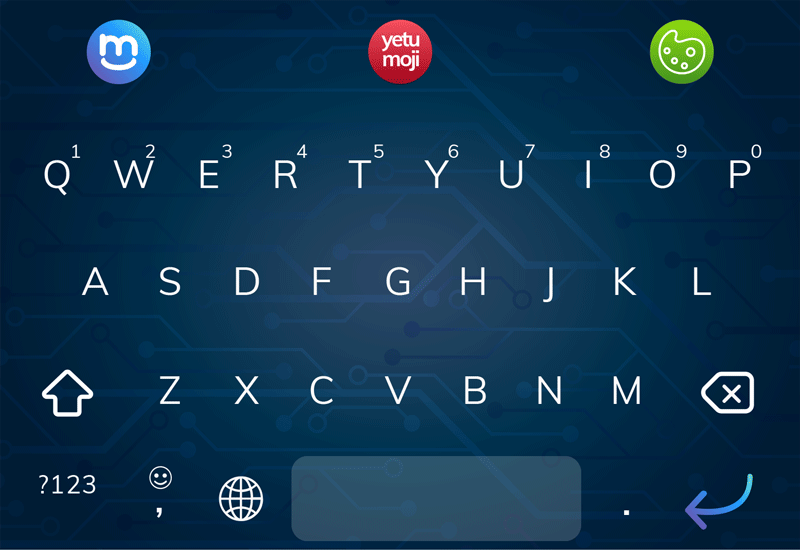 m
yetu
moji
1 2 3 4 5 6 7 8 9 0
Q W E R T Y U I O P
A S D F G H J K L
Z X C V B N M
?123 , .